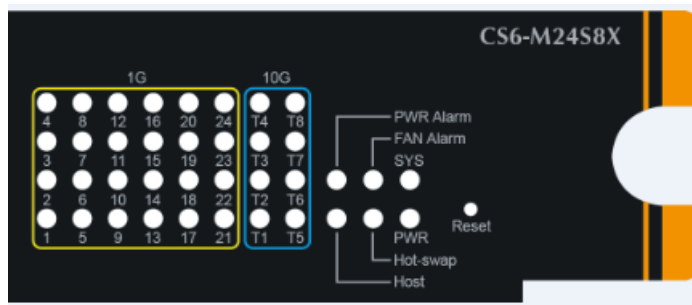 CS6-M24S8X
1G 10G
4 8 12 16 20 24 T4 T8
PWR Alarm
FAN Alarm
3 7 11 15 19 23 T3 T7
SYS
2 6 10 14 18 22 T2 T6
1 5 9 13 17 21 T1 T5
PWR
Reset
Hot-swap
Host